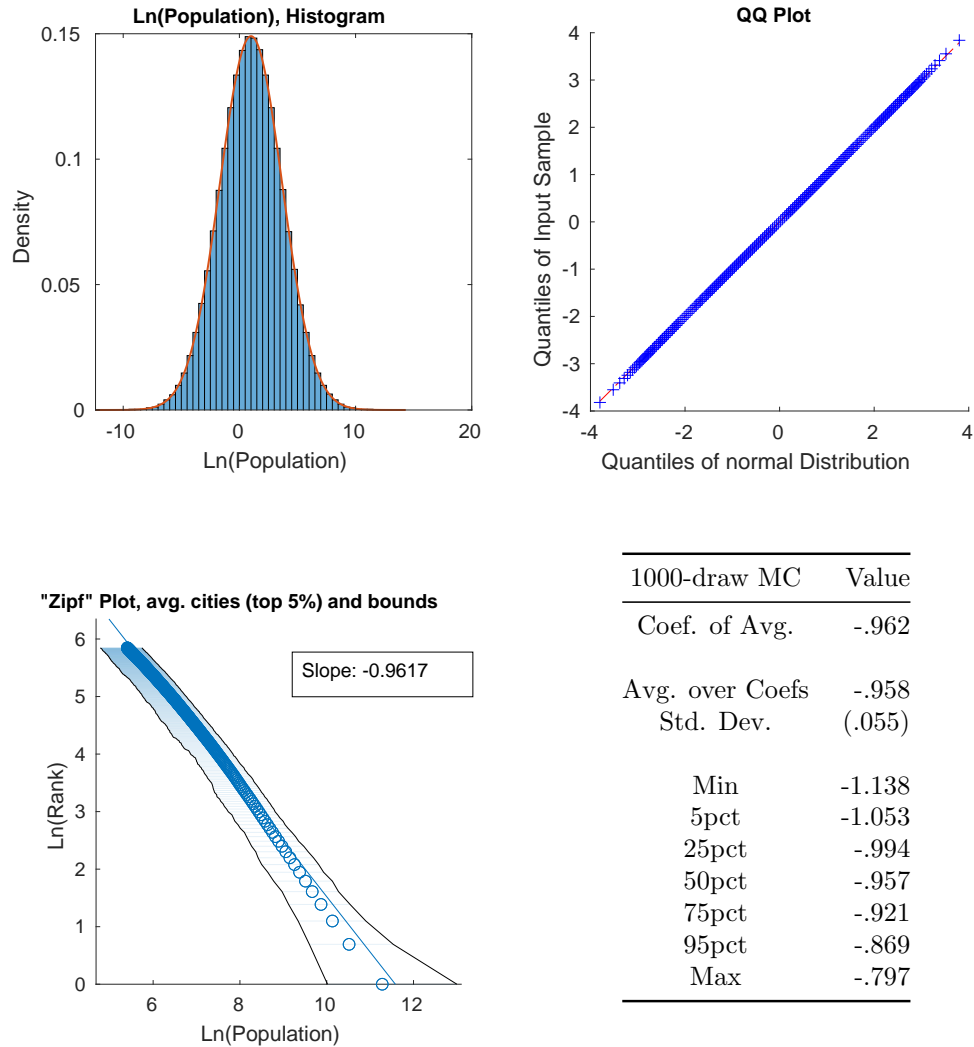 Ln(Population), Histogram
0.15
0.1
0.05
0
Density
-10 0 10 20
Ln(Population)
QQ Plot
4
3
2
1
0
-1
-2
-3
-4
Quantiles of Input Sample
-4 -2 0 2 4
Quantiles of normal Distribution
"Zipf" Plot, avg. cities (top 5%) and bounds
6
5
4
3
2
1
0
Ln(Rank)
Slope: -0.9617
6 8 10 12
Ln(Population)
1000-draw MC Value
Coef. of Avg. -.962
Avg. over Coefs -.958
Std. Dev. (.055)
Min -1.138
5pct -1.053
25pct -.994
50pct -.957
75pct -.921
95pct -.869
Max -.797